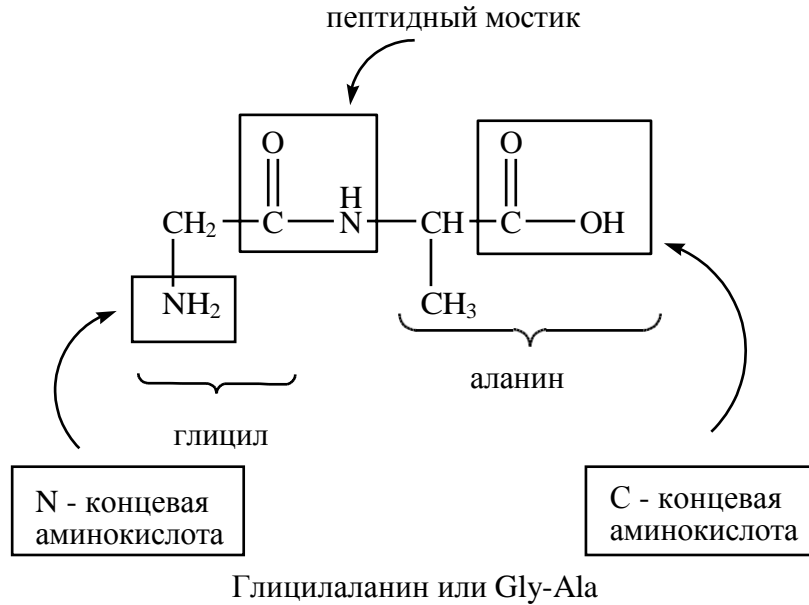 пептидный мостик
O
O
H
CH2
C
N
CH
C
OH
NH2
CH3
аланин
глицил
N - концевая
аминокислота
C - концевая
аминокислота
Глицилаланин или Gly-Ala